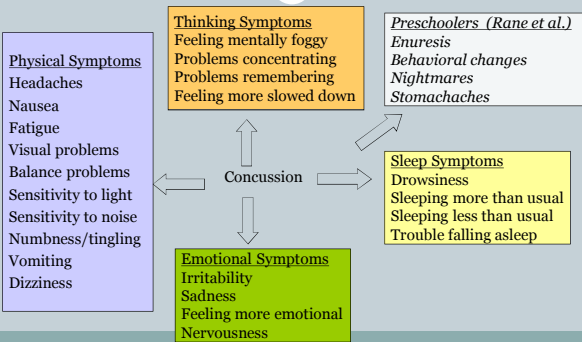 Physical Symptoms
Headaches
Nausea
Fatigue
Visual problems
Balance problems
Sensitivity to light
Sensitivity to noise
Numbness/tingling
Vomiting
Dizziness
Thinking Symptoms
Feeling mentally foggy
Problems concentrating
Problems remembering
Feeling more slowed down
Preschoolers (Rane et al.)
Enuresis
Behavioral changes
Nightmares
Stomachaches
Concussion
Sleep Symptoms
Drowsiness
Sleeping more than usual
Sleeping less than usual
Trouble falling asleep
Emotional Symptoms
Irritability
Sadness
Feeling more emotional
Nervousness